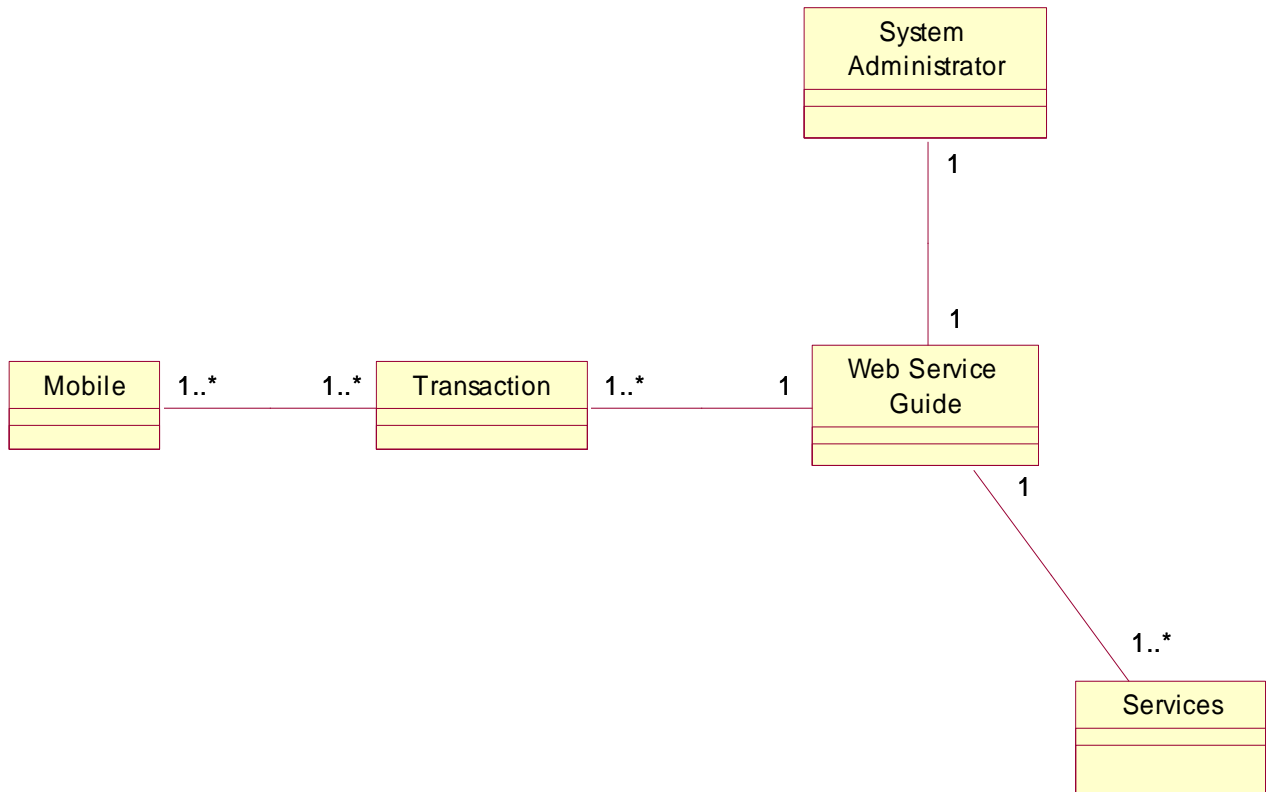 System
Administrator
1
1
Mobile
1..*
1..*
Transaction
1..*
1
Web Service
Guide
1
1..*
Services